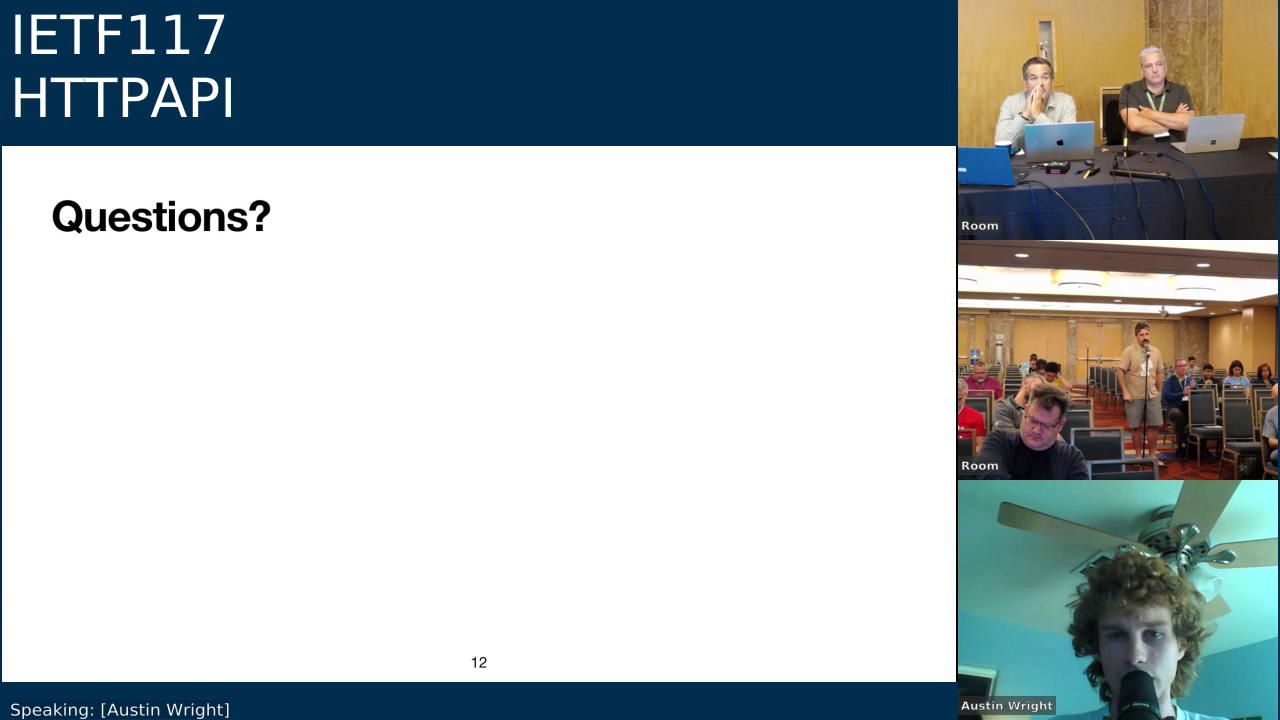 IETF117
HTTPAPI
Questions?
12
Speaking: [Austin Wright]
Room
Room
Austin Wright